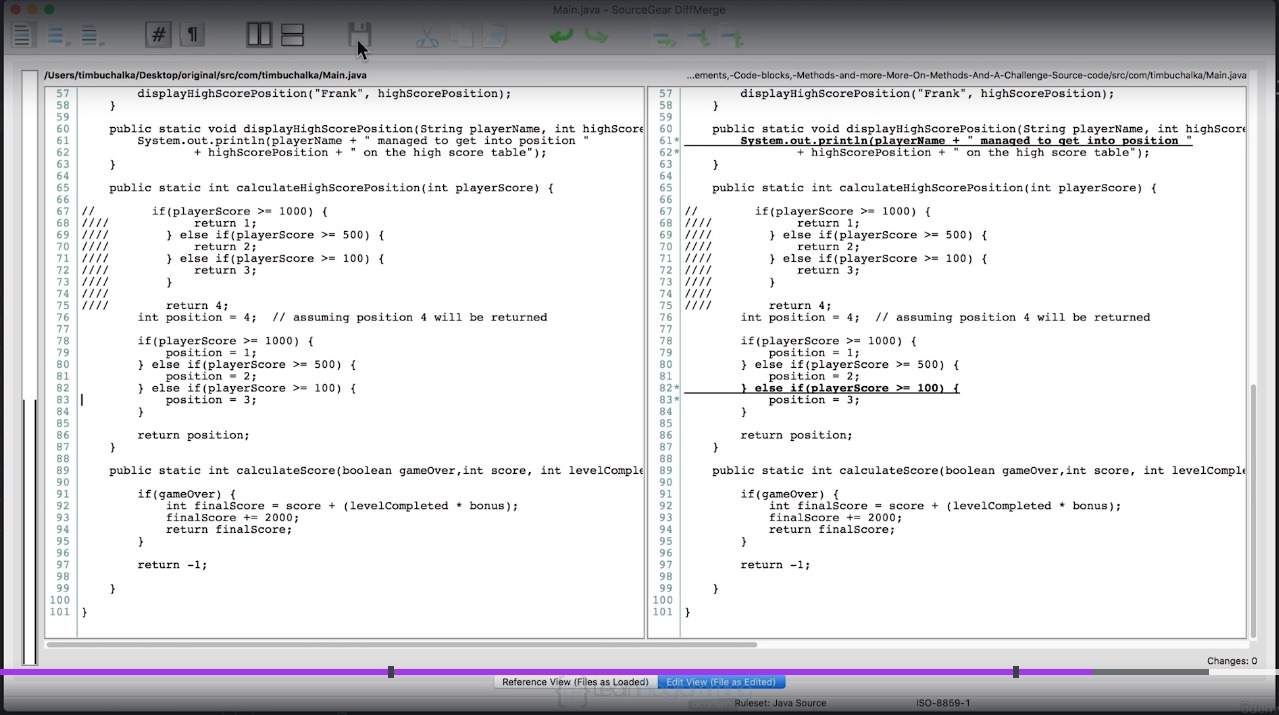 Main.java - SourceGear DiffMerge
# ¶
/Users/timbuchalka/Desktop/original/src/com/timbuchalka/Main.java
57 displayHighScorePosition("Frank", highScorePosition);
58 }
59
60 public static void displayHighScorePosition(String playerName, int highScore
61 System.out.println(playerName + " managed to get into position "
62 + highScorePosition + " on the high score table");
63 }
64
65 public static int calculateHighScorePosition(int playerScore) {
66
67 // if(playerScore >= 1000) {
68 //// return 1;
69 //// } else if(playerScore >= 500) {
70 //// return 2;
71 //// } else if(playerScore >= 100) {
72 //// return 3;
73 //// }
74 ////
75 //// return 4;
76 int position = 4;  // assuming position 4 will be returned
77
78 if(playerScore >= 1000) {
79 position = 1;
80 } else if(playerScore >= 500) {
81 position = 2;
82 } else if(playerScore >= 100) {
83 position = 3;
84 }
85
86 return position;
87 }
88
89 public static int calculateScore(boolean gameOver,int score, int levelComple
90
91 if(gameOver) {
92 int finalScore = score + (levelCompleted * bonus);
93 finalScore += 2000;
94 return finalScore;
95 }
96
97 return -1;
98
99 }
100
101 }
...ements,-Code-blocks,-Methods-and-more-More-On-Methods-And-A-Challenge-Source-code/src/com/timbuchalka/Main.java
57 displayHighScorePosition("Frank", highScorePosition);
58 }
59
60 public static void displayHighScorePosition(String playerName, int highScore
61* System.out.println(playerName + " managed to get into position "
62* + highScorePosition + " on the high score table");
63 }
64
65 public static int calculateHighScorePosition(int playerScore) {
66
67 // if(playerScore >= 1000) {
68 //// return 1;
69 //// } else if(playerScore >= 500) {
70 //// return 2;
71 //// } else if(playerScore >= 100) {
72 //// return 3;
73 //// }
74 ////
75 //// return 4;
76 int position = 4;  // assuming position 4 will be returned
77
78 if(playerScore >= 1000) {
79 position = 1;
80 } else if(playerScore >= 500) {
81 position = 2;
82* } else if(playerScore >= 100) {
83* position = 3;
84 }
85
86 return position;
87 }
88
89 public static int calculateScore(boolean gameOver,int score, int levelComple
90
91 if(gameOver) {
92 int finalScore = score + (levelCompleted * bonus);
93 finalScore += 2000;
94 return finalScore;
95 }
96
97 return -1;
98
99 }
100
101 }
Changes: 0
Reference View (Files as Loaded) Edit View (File as Edited)
Ruleset: Java Source ISO-8859-1